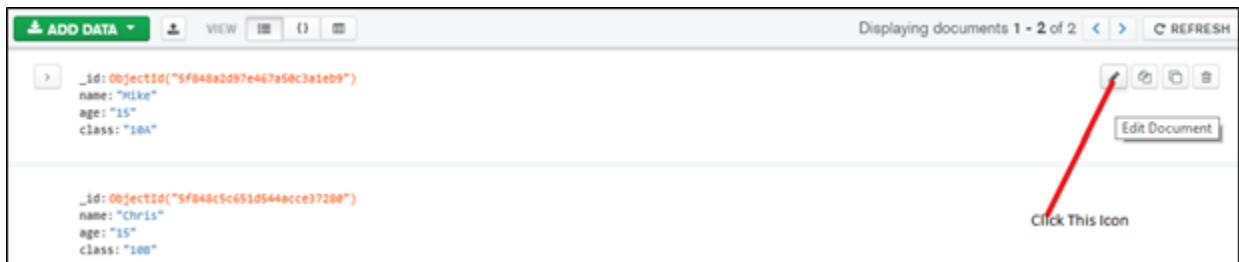 ADD DATA VIEW {} Displaying documents 1 - 2 of 2 < > REFRESH
> _id: ObjectId("5f848a2d97e467a50c3a1eb9")
name: "Mike"
age: "15"
class: "10A"
Edit Document
_id: ObjectId("5f848c5c651d544acce37280")
name: "Chris"
age: "15"
class: "10B"
Click This Icon